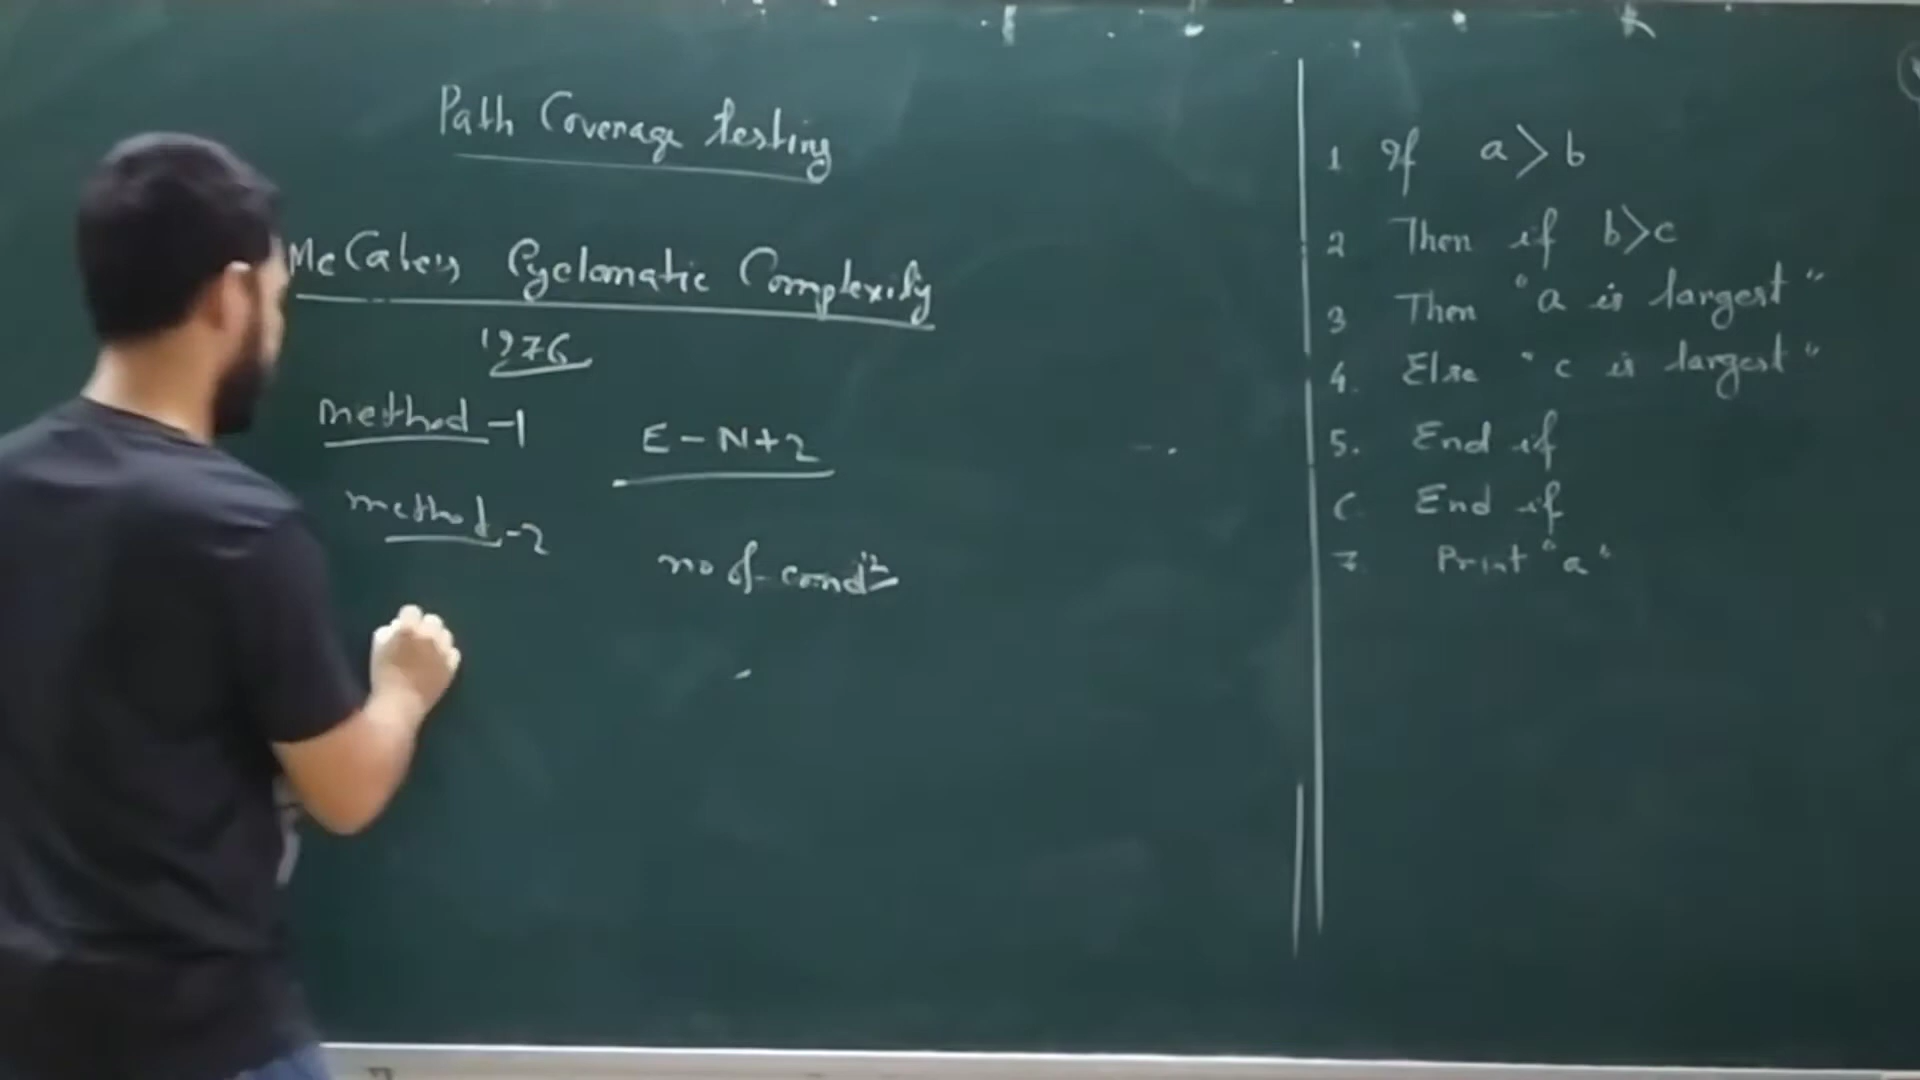 Path Coverage Testing
McCabe's Cyclomatic Complexity
1976
method-1 E-N+2
method-2 no of cond
1 If a>b
2 Then if b>c
3 Then "a is largest"
4. Else "c is largest"
5. End if
6 End if
7. Print "a"